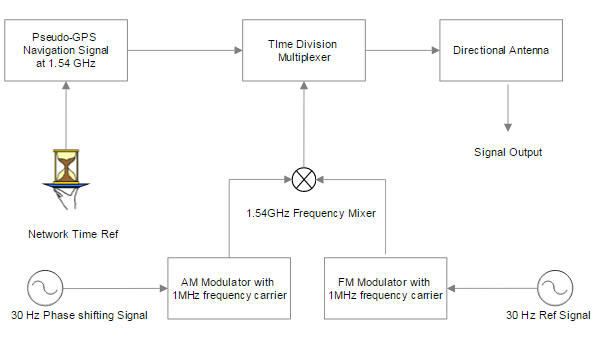 Pseudo-GPS
Navigation Signal
at 1.54 GHz
TIme Division
Multiplexer
Directional Antenna
Signal Output
1.54GHz Frequency Mixer
Network Time Ref
AM Modulator with
1MHz frequency carrier
FM Modulator with
1MHz frequency carrier
30 Hz Phase shifting Signal
30 Hz Ref Signal